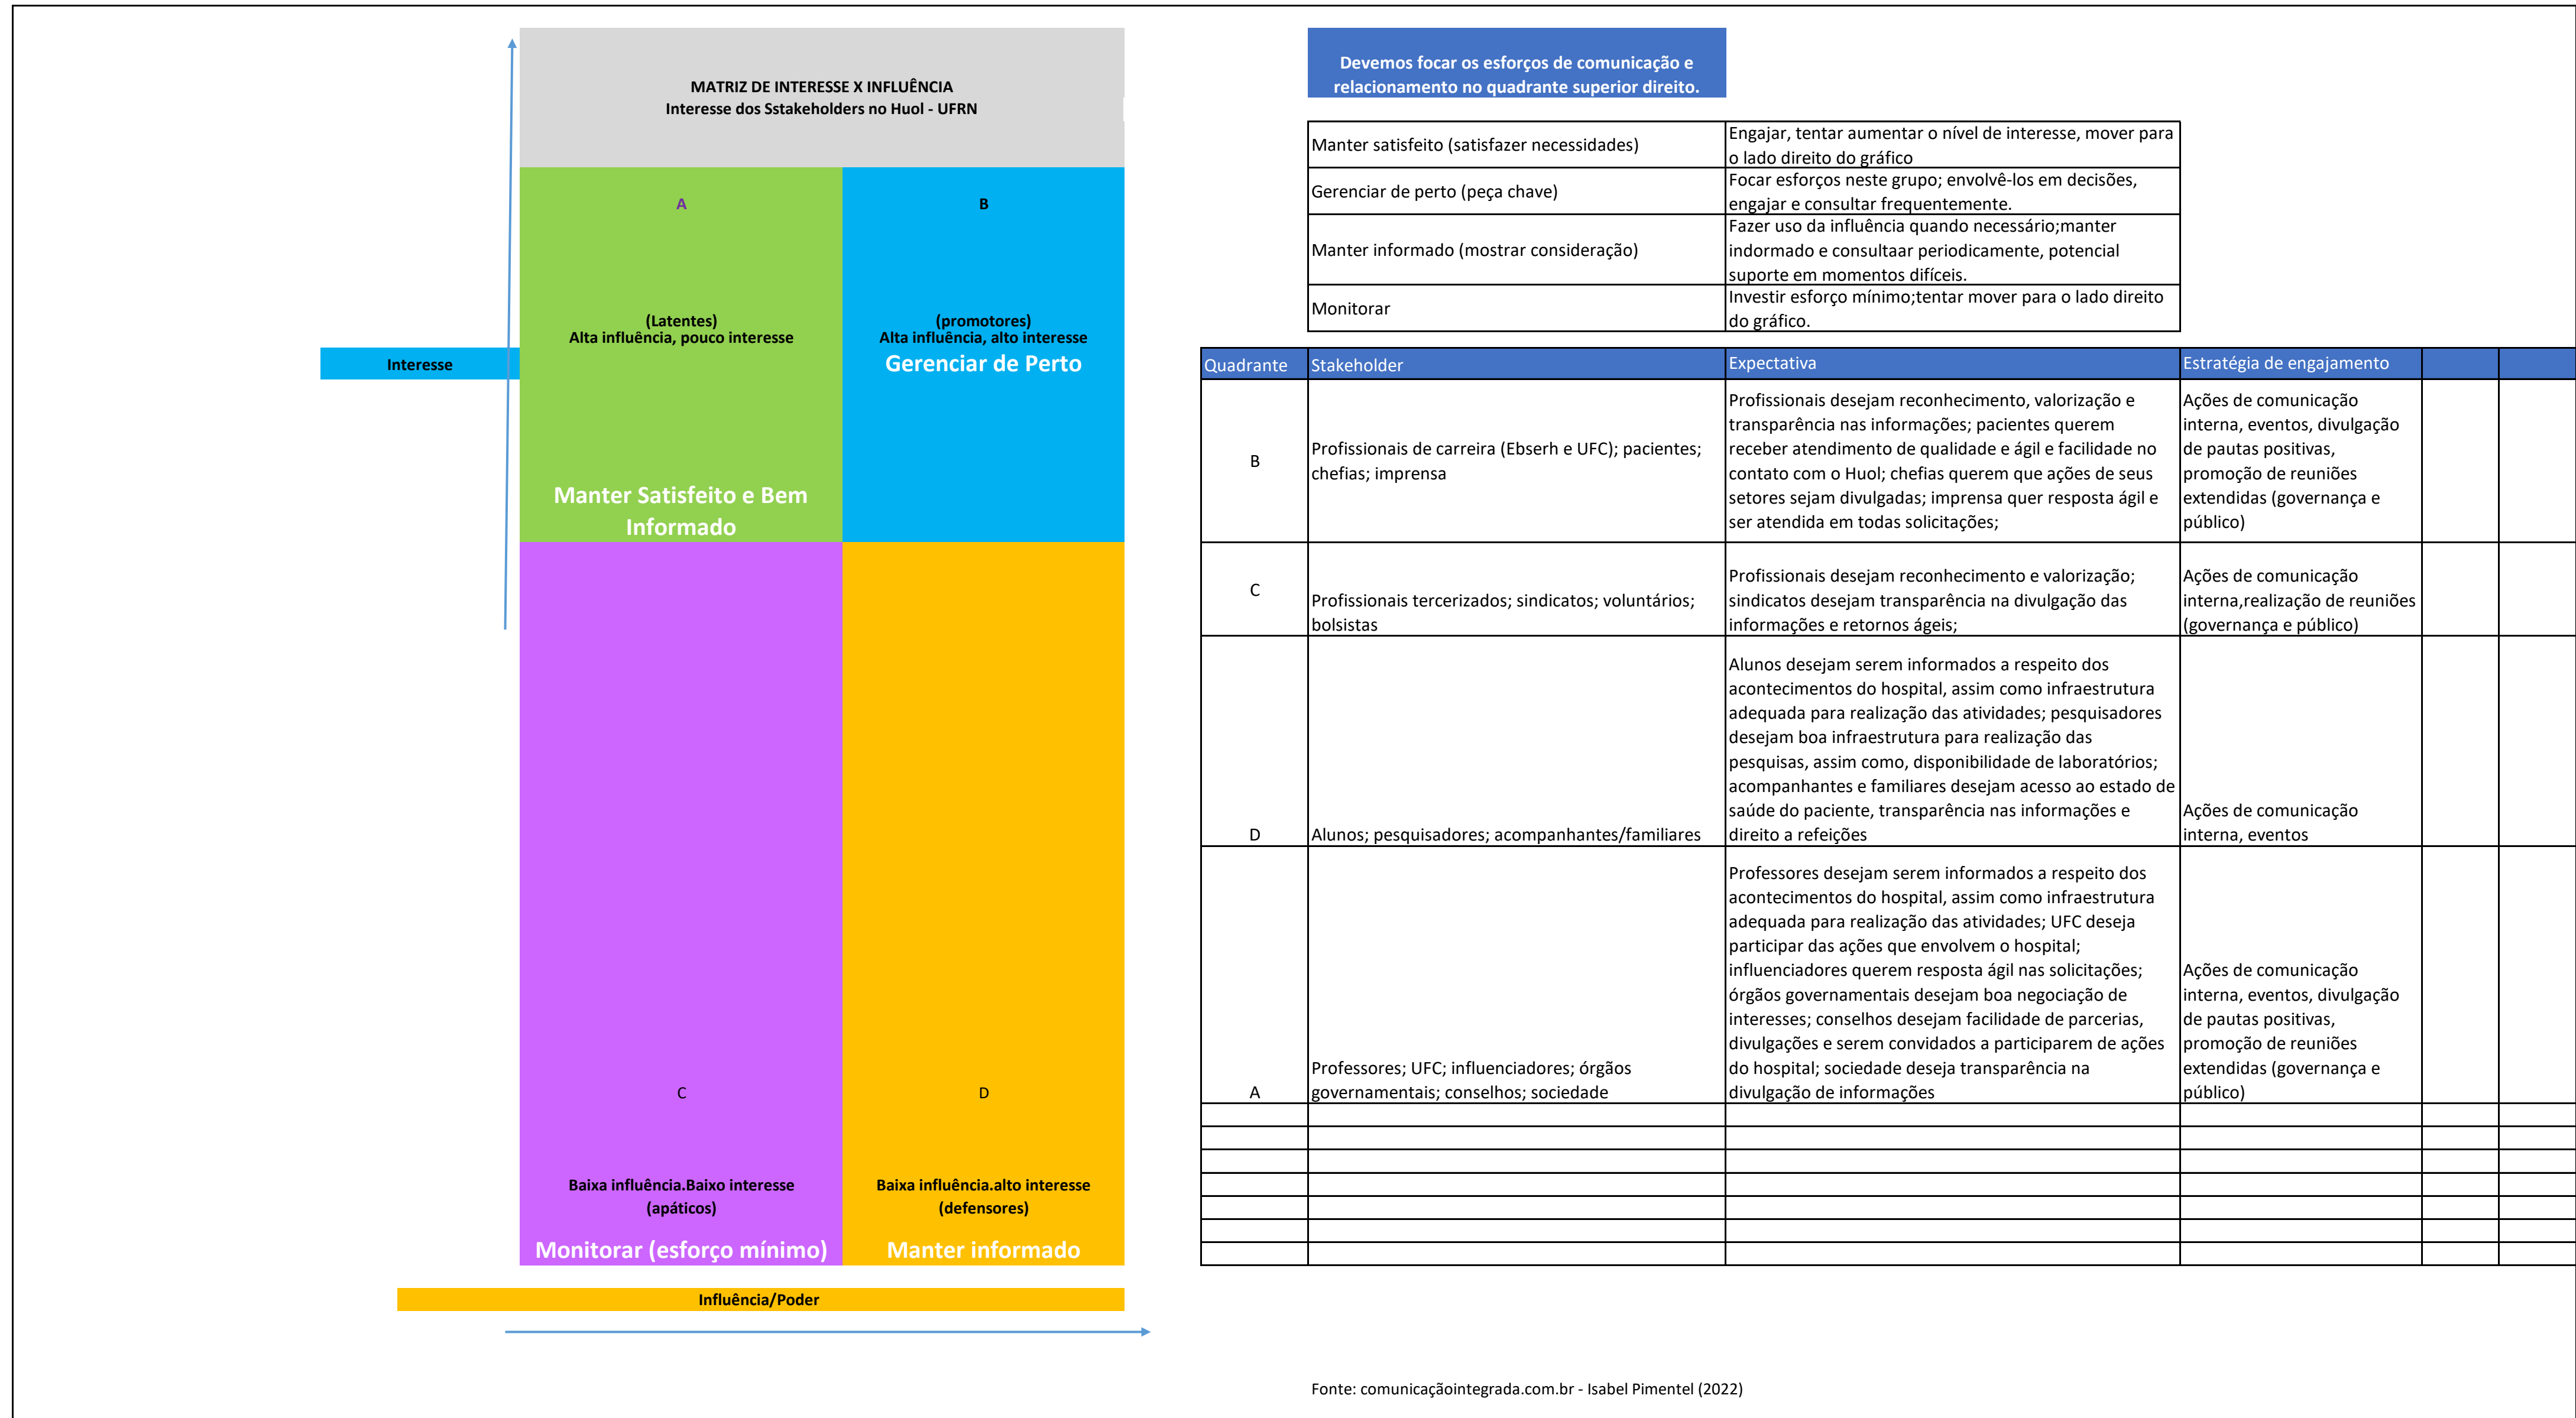 MATRIZ DE INTERESSE X INFLUÊNCIA
Interesse dos Sstakeholders no Huol - UFRN
A
(Latentes)
Alta influência, pouco interesse
Manter Satisfeito e Bem
Informado
B
(promotores)
Alta influência, alto interesse
Gerenciar de Perto
Interesse
C
Baixa influência.Baixo interesse
(apáticos)
Monitorar (esforço mínimo)
D
Baixa influência.alto interesse
(defensores)
Manter informado
Influência/Poder
Devemos focar os esforços de comunicação e
relacionamento no quadrante superior direito.
Manter satisfeito (satisfazer necessidades)
Engajar, tentar aumentar o nível de interesse, mover para
o lado direito do gráfico
Gerenciar de perto (peça chave)
Focar esforços neste grupo; envolvê-los em decisões,
engajar e consultar frequentemente.
Manter informado (mostrar consideração)
Fazer uso da influência quando necessário;manter
indormado e consultaar periodicamente, potencial
suporte em momentos difíceis.
Monitorar
Investir esforço mínimo;tentar mover para o lado direito
do gráfico.
Quadrante
Stakeholder
Expectativa
Estratégia de engajamento
B
Profissionais de carreira (Ebserh e UFC); pacientes;
chefias; imprensa
Profissionais desejam reconhecimento, valorização e
transparência nas informações; pacientes querem
receber atendimento de qualidade e ágil e facilidade no
contato com o Huol; chefias querem que ações de seus
setores sejam divulgadas; imprensa quer resposta ágil e
ser atendida em todas solicitações;
Ações de comunicação
interna, eventos, divulgação
de pautas positivas,
promoção de reuniões
extendidas (governança e
público)
C
Profissionais tercerizados; sindicatos; voluntários;
bolsistas
Profissionais desejam reconhecimento e valorização;
sindicatos desejam transparência na divulgação das
informações e retornos ágeis;
Ações de comunicação
interna,realização de reuniões
(governança e público)
D
Alunos; pesquisadores; acompanhantes/familiares
Alunos desejam serem informados a respeito dos
acontecimentos do hospital, assim como infraestrutura
adequada para realização das atividades; pesquisadores
desejam boa infraestrutura para realização das
pesquisas, assim como, disponibilidade de laboratórios;
acompanhantes e familiares desejam acesso ao estado de
saúde do paciente, transparência nas informações e
direito a refeições
Ações de comunicação
interna, eventos
A
Professores; UFC; influenciadores; órgãos
governamentais; conselhos; sociedade
Professores desejam serem informados a respeito dos
acontecimentos do hospital, assim como infraestrutura
adequada para realização das atividades; UFC deseja
participar das ações que envolvem o hospital;
influenciadores querem resposta ágil nas solicitações;
órgãos governamentais desejam boa negociação de
interesses; conselhos desejam facilidade de parcerias,
divulgações e serem convidados a participarem de ações
do hospital; sociedade deseja transparência na
divulgação de informações
Ações de comunicação
interna, eventos, divulgação
de pautas positivas,
promoção de reuniões
extendidas (governança e
público)
Fonte: comunicaçãointegrada.com.br - Isabel Pimentel (2022)